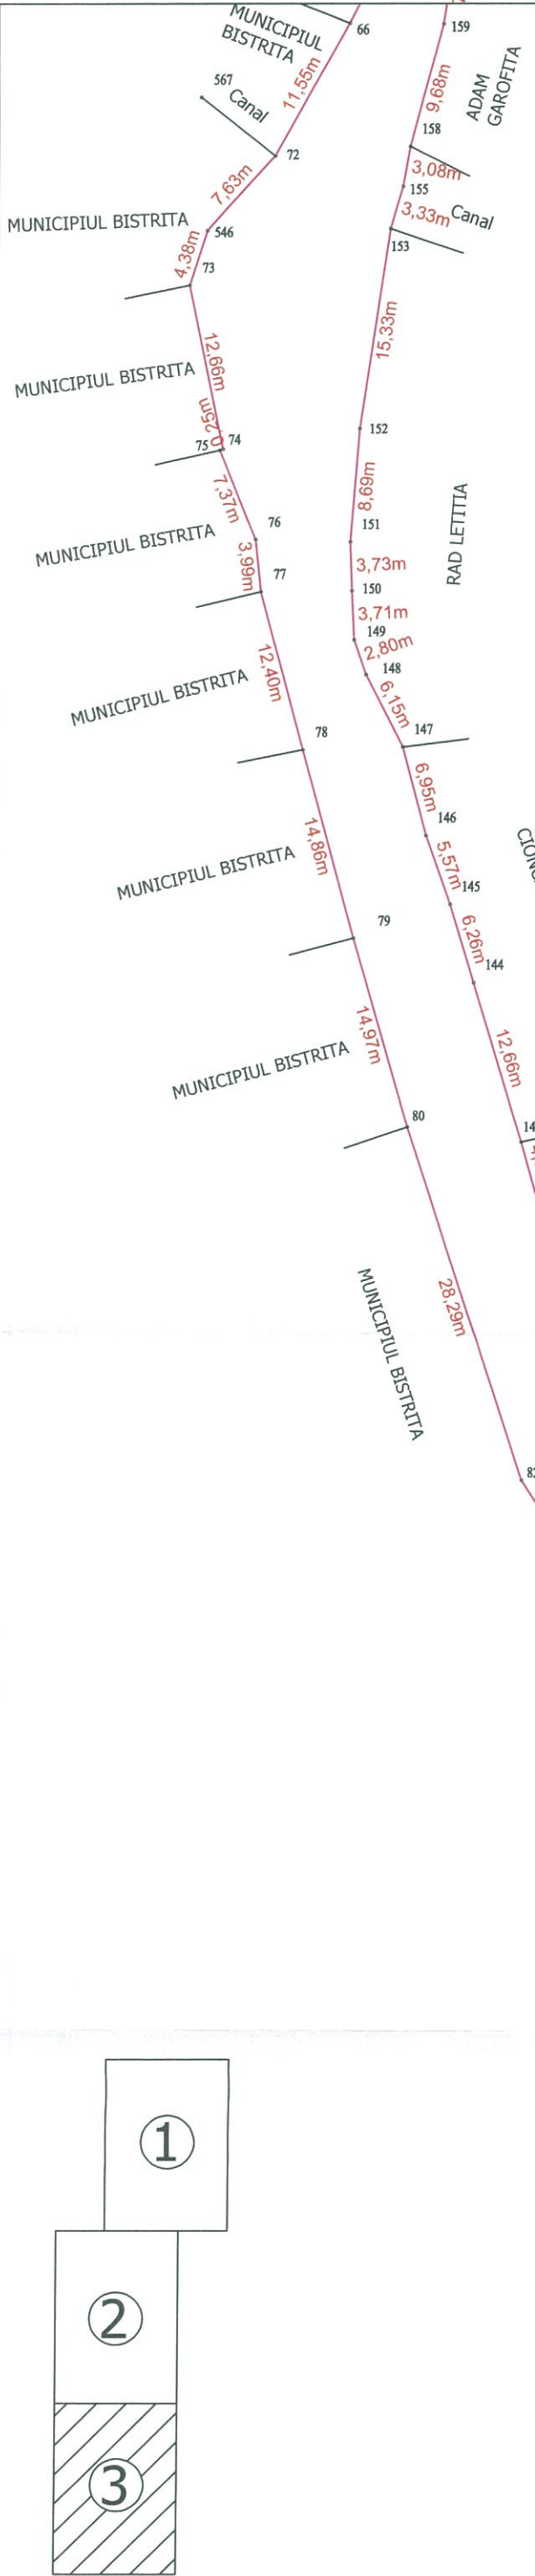 MUNICIPIUL
BISTRITA
66
159
11,55m
9,68m
ADAM
GAROFITA
567
Canal
158
72
3,08m
155
7,63m
3,33m
Canal
MUNICIPIUL BISTRITA
546
153
4,38m
73
15,33m
12,69m
MUNICIPIUL BISTRITA
0,25m
152
75
74
7,37m
8,69m
RAD LETITIA
76
151
MUNICIPIUL BISTRITA
3,99m
3,73m
77
150
3,71m
149
2,80m
12,40m
148
MUNICIPIUL BISTRITA
6,15m
78
147
6,95m
146
14,86m
MUNICIPIUL BISTRITA
5,57m
145
79
6,26m
144
14,97m
MUNICIPIUL BISTRITA
12,66m
80
MUNICIPIUL BISTRITA
28,29m
1
2
3